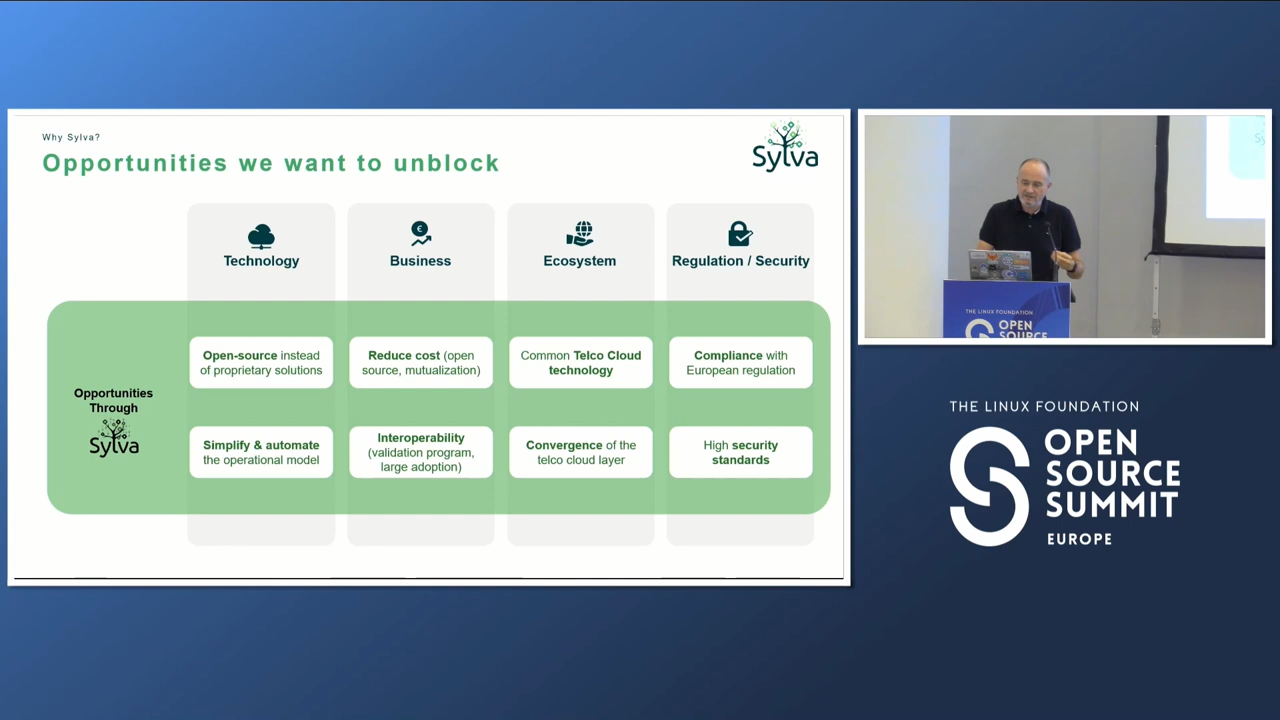 Why Sylva?
Opportunities we want to unblock
Sylva
Technology
Business
Ecosystem
Regulation / Security
Opportunities
Through
Sylva
Open-source instead
of proprietary solutions
Reduce cost (open
source, mutualization)
Common Telco Cloud
technology
Compliance with
European regulation
Simplify & automate
the operational model
Interoperability
(validation program,
large adoption)
Convergence of the
telco cloud layer
High security
standards
THE LINUX FOUNDATION
OPEN
SOURCE
THE LINUX FOUNDATION
OPEN
SOURCE
SUMMIT
EUROPE